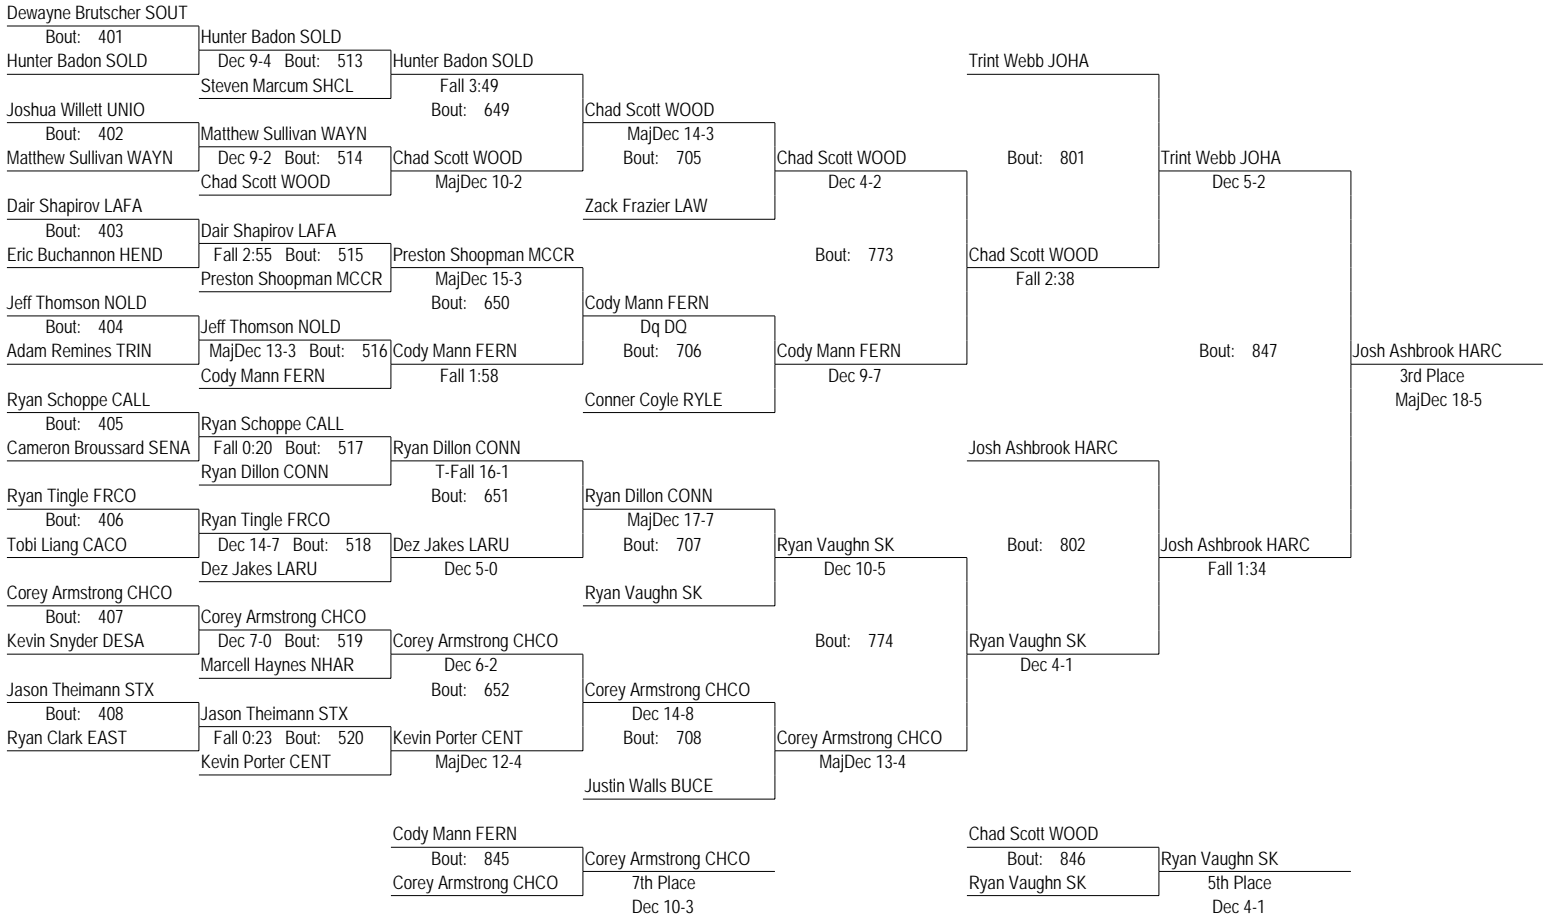 Dewayne Brutscher SOUT
Bout: 401
Hunter Badon SOLD
Joshua Willett UNIO
Bout: 402
Matthew Sullivan WAYN
Dair Shapirov LAFA
Bout: 403
Eric Buchannon HEND
Jeff Thomson NOLD
Bout: 404
Adam Remines TRIN
Ryan Schoppe CALL
Bout: 405
Cameron Broussard SENA
Ryan Tingle FRCO
Bout: 406
Tobi Liang CACO
Corey Armstrong CHCO
Bout: 407
Kevin Snyder DESA
Jason Theimann STX
Bout: 408
Ryan Clark EAST
Hunter Badon SOLD
Dec 9-4 Bout: 513
Steven Marcum SHCL
Matthew Sullivan WAYN
Dec 9-2 Bout: 514
Chad Scott WOOD
Dair Shapirov LAFA
Fall 2:55 Bout: 515
Preston Shoopman MCCR
Jeff Thomson NOLD
MajDec 13-3 Bout: 516
Cody Mann FERN
Ryan Schoppe CALL
Fall 0:20 Bout: 517
Ryan Dillon CONN
Ryan Tingle FRCO
Dec 14-7 Bout: 518
Dez Jakes LARU
Corey Armstrong CHCO
Dec 7-0 Bout: 519
Marcell Haynes NHAR
Jason Theimann STX
Fall 0:23 Bout: 520
Kevin Porter CENT
Hunter Badon SOLD
Fall 3:49
Bout: 649
Chad Scott WOOD
MajDec 10-2
Preston Shoopman MCCR
MajDec 15-3
Bout: 650
Cody Mann FERN
Fall 1:58
Ryan Dillon CONN
T-Fall 16-1
Bout: 651
Dez Jakes LARU
Dec 5-0
Corey Armstrong CHCO
Dec 6-2
Bout: 652
Kevin Porter CENT
MajDec 12-4
Chad Scott WOOD
MajDec 14-3
Bout: 705
Zack Frazier LAW
Cody Mann FERN
Dq DQ
Bout: 706
Conner Coyle RYLE
Ryan Dillon CONN
MajDec 17-7
Bout: 707
Ryan Vaughn SK
Corey Armstrong CHCO
Dec 14-8
Bout: 708
Justin Walls BUCE
Chad Scott WOOD
Dec 4-2
Bout: 773
Cody Mann FERN
Dec 9-7
Ryan Vaughn SK
Dec 10-5
Bout: 774
Corey Armstrong CHCO
MajDec 13-4
Trint Webb JOHA
Bout: 801
Chad Scott WOOD
Fall 2:38
Josh Ashbrook HARC
Bout: 802
Ryan Vaughn SK
Dec 4-1
Trint Webb JOHA
Dec 5-2
Bout: 847
Josh Ashbrook HARC
Fall 1:34
Josh Ashbrook HARC
3rd Place
MajDec 18-5
Cody Mann FERN
Bout: 845
Corey Armstrong CHCO
Corey Armstrong CHCO
7th Place
Dec 10-3
Chad Scott WOOD
Bout: 846
Ryan Vaughn SK
Ryan Vaughn SK
5th Place
Dec 4-1